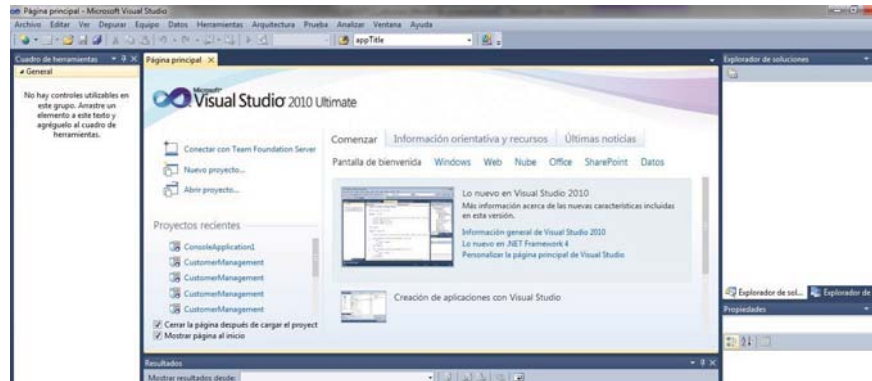 Página principal - Microsoft Visual Studio
Archivo Editar Ver Depurar Equipo Datos Herramientas Arquitectura Prueba Analizar Ventana Ayuda
appTitle
Cuadro de herramientas
General
No hay controles utilizables en
este grupo. Arrastre un
elemento a este texto y
agréguelo al cuadro de
herramientas.
Página principal
Microsoft
Visual Studio 2010 Ultimate
Conectar con Team Foundation Server
Nuevo proyecto...
Abrir proyecto...
Proyectos recientes
ConsoleApplication1
CustomerManagement
CustomerManagement
CustomerManagement
CustomerManagement
Cerrar la página después de cargar el proyect
Mostrar página al inicio
Comenzar Información orientativa y recursos Últimas noticias
Pantalla de bienvenida Windows Web Nube Office SharePoint Datos
Lo nuevo en Visual Studio 2010
Más información acerca de las nuevas características incluidas
en esta versión.
Información general de Visual Studio 2010
Lo nuevo en .NET Framework 4
Personalizar la página principal de Visual Studio
Creación de aplicaciones con Visual Studio
Resultados
Mostrar resultados desde:
Explorador de soluciones
Explorador de sol... Explorador de
Propiedades